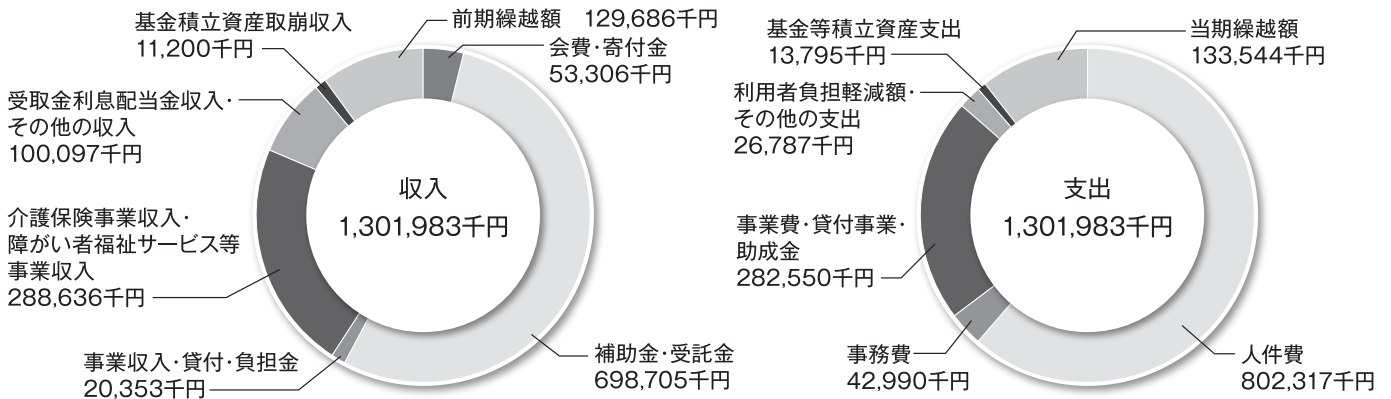 基金積立資産取崩収入
11,200千円
前期繰越額 129,686千円
会費・寄付金
53,306千円
受取金利息配当金収入・
その他の収入
100,097千円
介護保険事業収入・
障がい者福祉サービス等
事業収入
288,636千円
事業収入・貸付・負担金
20,353千円
補助金・受託金
698,705千円
収入
1,301,983千円
基金等積立資産支出
13,795千円
当期繰越額
133,544千円
利用者負担軽減額・
その他の支出
26,787千円
事業費・貸付事業・
助成金
282,550千円
事務費
42,990千円
人件費
802,317千円
支出
1,301,983千円